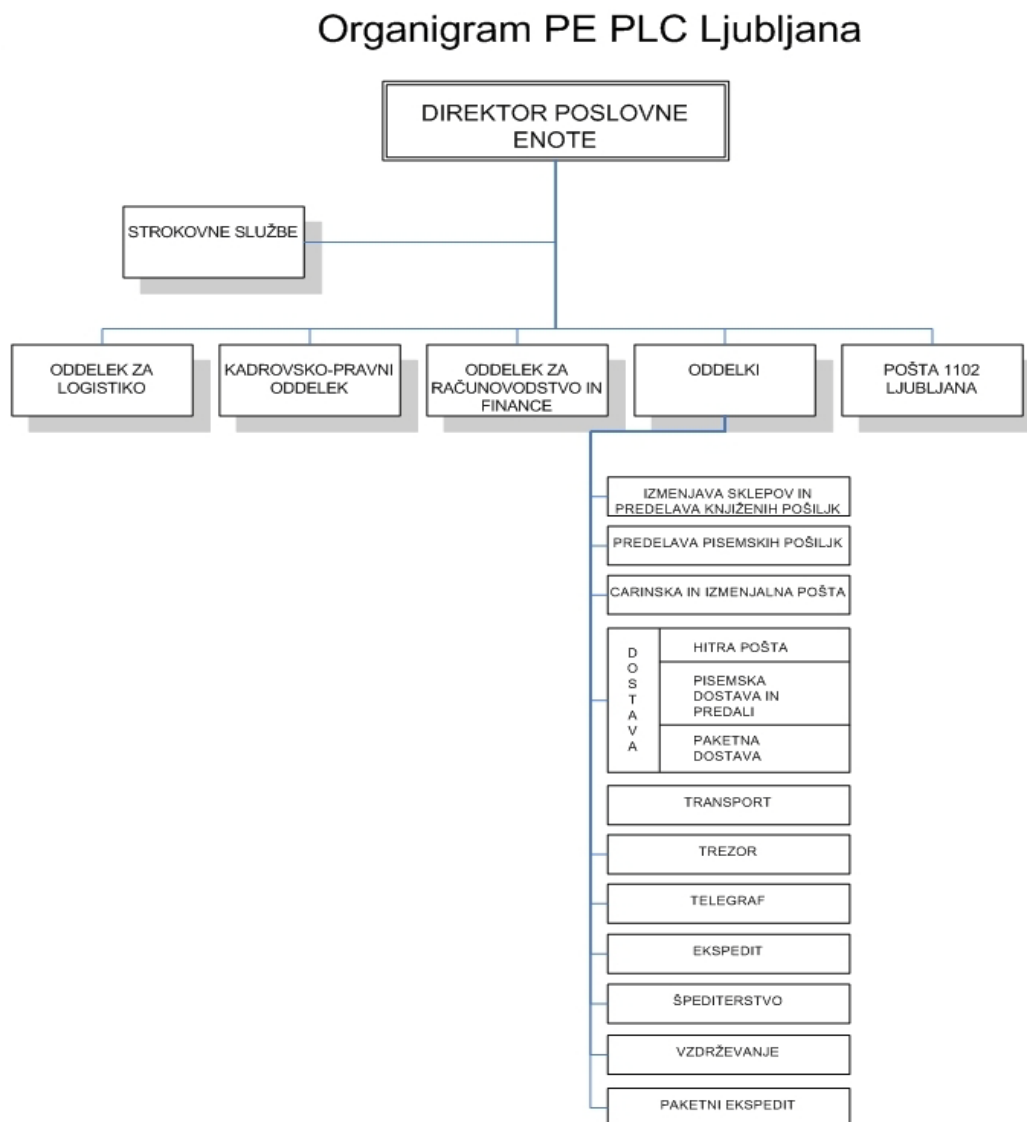 Organigram PE PLC Ljubljana
DIREKTOR POSLOVNE
ENOTE
STROKOVNE SLUŽBE
ODDELEK ZA
LOGISTIKO
KADROVSKO-PRAVNI
ODDELEK
ODDELEK ZA
RAČUNOVODSTVO IN
FINANCE
ODDELKI
POŠTA 1102
LJUBLJANA
IZMENJAVA SKLEPOV IN
PREDELAVA KNJIŽENIH POŠILJK
PREDELAVA PISEMSKIH POŠILJK
CARINSKA IN IZMENJALNA POŠTA
DOSTAVA
HITRA POŠTA
PISEMSKA
DOSTAVA IN
PREDALI
PAKETNA
DOSTAVA
TRANSPORT
TREZOR
TELEGRAF
EKSPEDIT
ŠPEDITERSTVO
VZDRŽEVANJE
PAKETNI EKSPEDIT